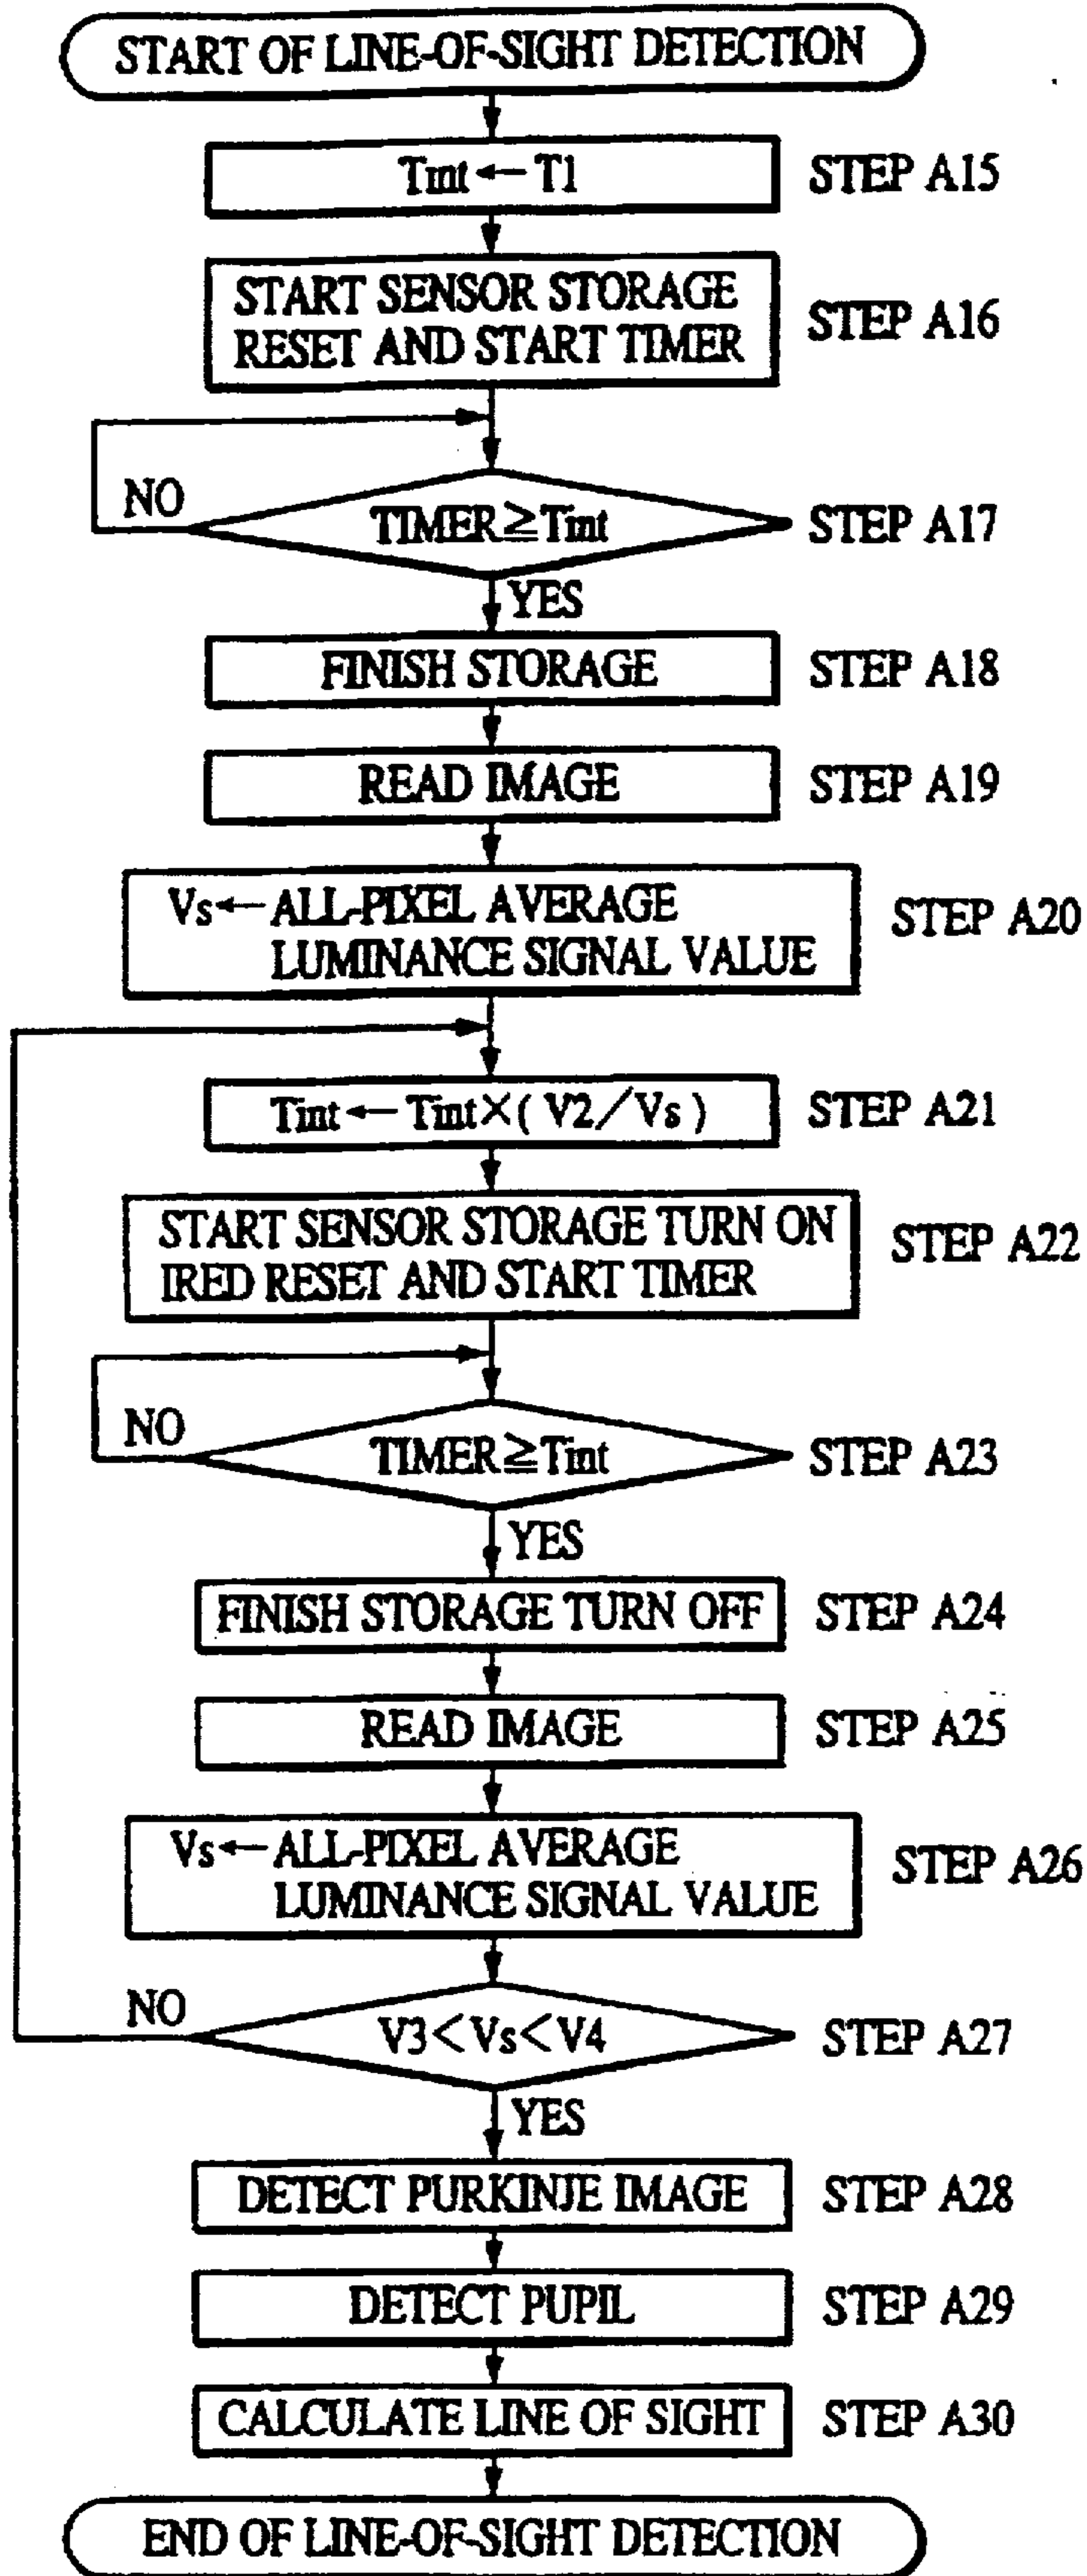 START OF LINE-OF-SIGHT DETECTION
Tint←T1
STEP A15
START SENSOR STORAGE
RESET AND START TIMER
STEP A16
NO
TIMER≧Tint
STEP A17
YES
FINISH STORAGE
STEP A18
READ IMAGE
STEP A19
Vs←ALL-PIXEL AVERAGE
LUMINANCE SIGNAL VALUE
STEP A20
Tint←Tint×(V2/Vs)
STEP A21
START SENSOR STORAGE TURN ON
IRED RESET AND START TIMER
STEP A22
NO
TIMER≧Tint
STEP A23
YES
FINISH STORAGE TURN OFF
STEP A24
READ IMAGE
STEP A25
Vs←ALL-PIXEL AVERAGE
LUMINANCE SIGNAL VALUE
STEP A26
NO
V3<Vs<V4
STEP A27
YES
DETECT PURKINJE IMAGE
STEP A28
DETECT PUPIL
STEP A29
CALCULATE LINE OF SIGHT
STEP A30
END OF LINE-OF-SIGHT DETECTION